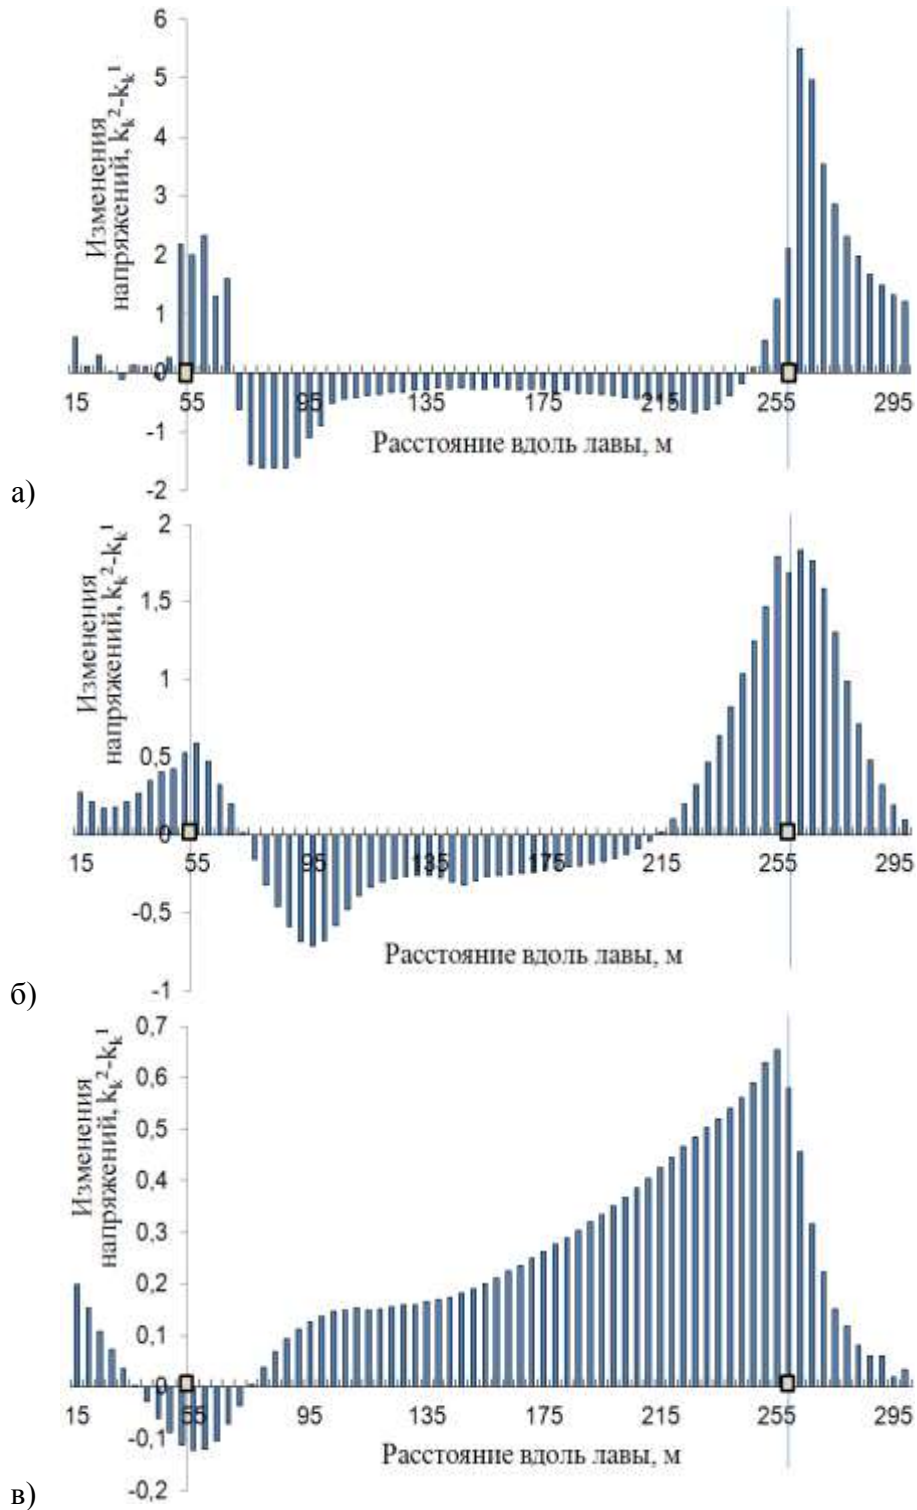 6
5
4
3
2
1
0
-1
-2
Изменения
напряжений, kₖ²-kₖ¹
15 55 95 135 175 215 255 295
Расстояние вдоль лавы, м
а)
2
1,5
1
0,5
0
-0,5
-1
Изменения
напряжений, kₖ²-kₖ¹
15 55 95 135 175 215 255 295
Расстояние вдоль лавы, м
б)
0,7
0,6
0,5
0,4
0,3
0,2
0,1
0
-0,1
-0,2
Изменения
напряжений, kₖ²-kₖ¹
15 55 95 135 175 215 255 295
Расстояние вдоль лавы, м
в)